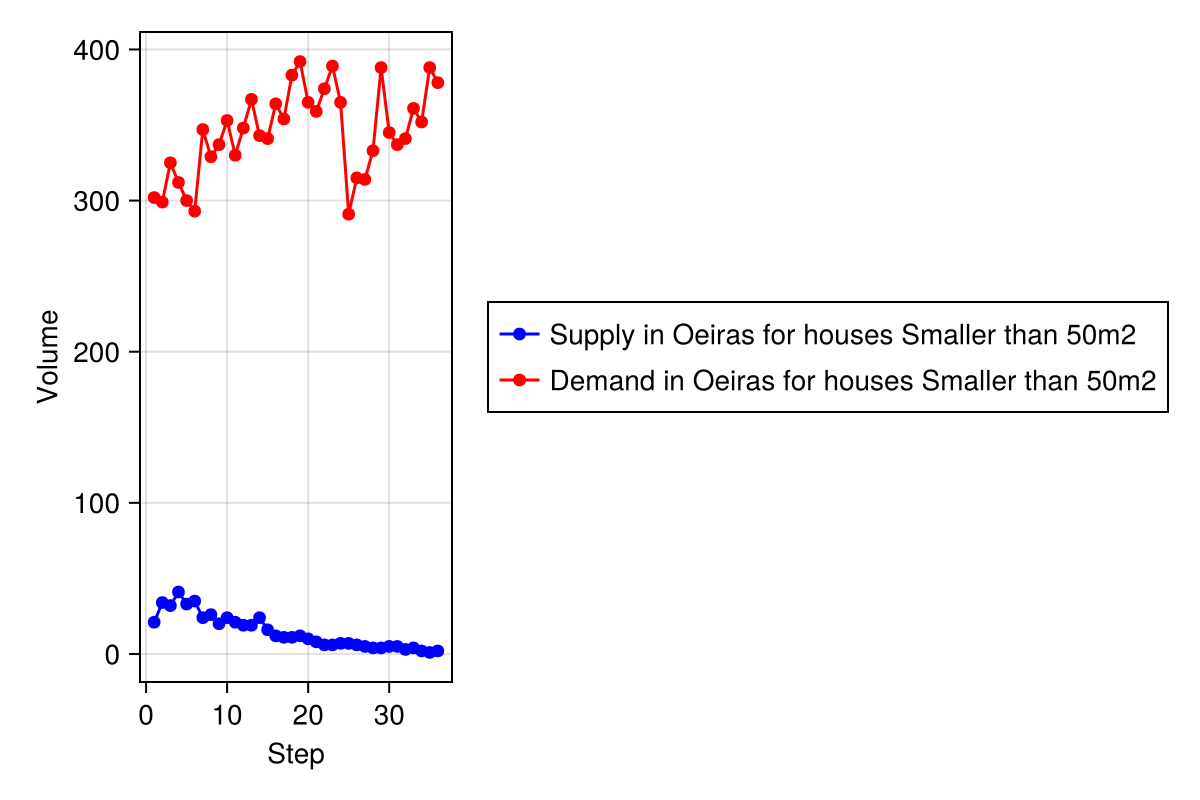 400
300
200
100
0
Volume
0 10 20 30
Step
Supply in Oeiras for houses Smaller than 50m2
Demand in Oeiras for houses Smaller than 50m2